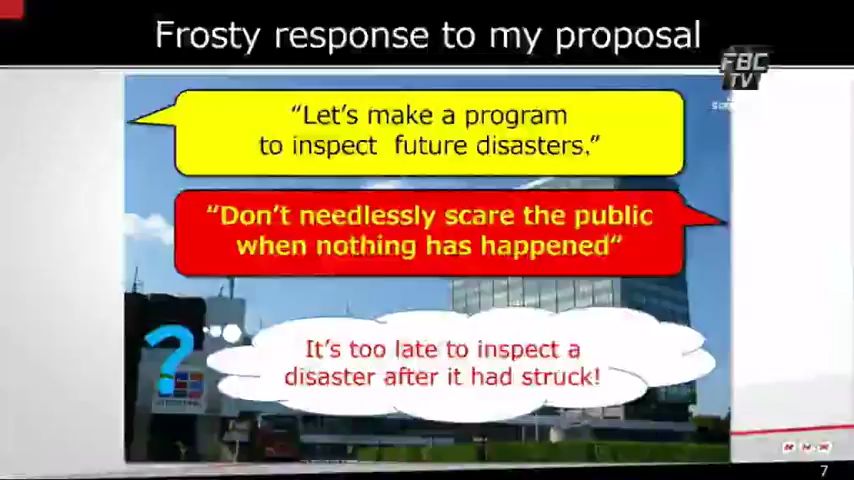 Frosty response to my proposal
FBC
TV
“Let's make a program
to inspect future disasters.”
“Don't needlessly scare the public
when nothing has happened“
?
It's too late to inspect a
disaster after it had struck!
7